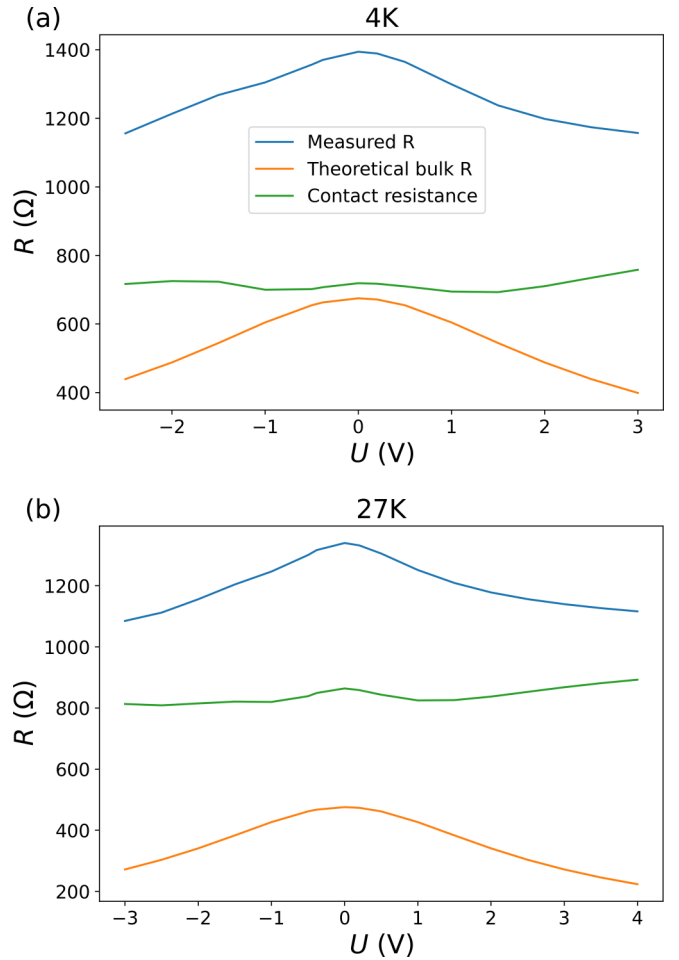 (a)
4K
1400
1200
1000
800
600
400
R (Ω)
Measured R
Theoretical bulk R
Contact resistance
−2
−1
0
1
2
3
U (V)
(b)
27K
1200
1000
800
600
400
200
R (Ω)
−3
−2
−1
0
1
2
3
4
U (V)